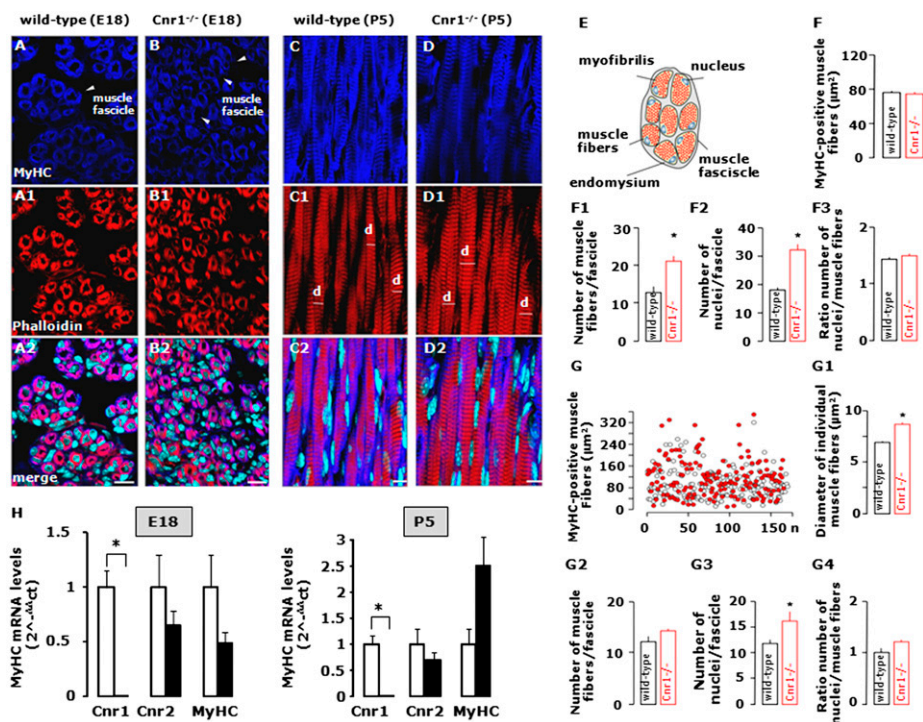 wild-type (E18)
Cnr1-/- (E18)
wild-type (P5)
Cnr1-/- (P5)
A
muscle
fascicle
MyHC
B
muscle
fascicle
C
D
A1
Phalloidin
B1
C1
d
d
d
D1
d
d
d
A2
merge
B2
C2
D2
E
myofibrilis
nucleus
muscle
fibers
muscle
fasciscle
endomysium
F
MyHC-positive muscle
fibers (µm²)
120
80
40
0
wild-type
Cnr1-/-
F1
Number of muscle
fibers/fascicle
30
20
10
0
*
wild-type
Cnr1-/-
F2
Number of
nuclei/fascicle
40
30
20
10
0
*
wild-type
Cnr1-/-
F3
Ratio number of
nuclei/muscle fibers
2
1
0
wild-type
Cnr1-/-
G
MyHC-positive muscle
Fibers (µm²)
320
240
160
80
0
0
50
100
150 n
G1
Diameter of individual
muscle fibers (µm²)
10
5
0
*
wild-type
Cnr1-/-
H
E18
MyHC mRNA levels
(2^-ΔΔct)
1.5
1
0.5
0
*
Cnr1
Cnr2
MyHC
P5
MyHC mRNA levels
(2^-ΔΔct)
3
2.5
2
1.5
1
0.5
0
*
Cnr1
Cnr2
MyHC
G2
Number of muscle
fibers/fascicle
20
15
10
5
0
wild-type
Cnr1-/-
G3
Number of
nuclei/fascicle
20
15
10
5
0
*
wild-type
Cnr1-/-
G4
Ratio number of
nuclei/muscle fibers
2
1
0
wild-type
Cnr1-/-